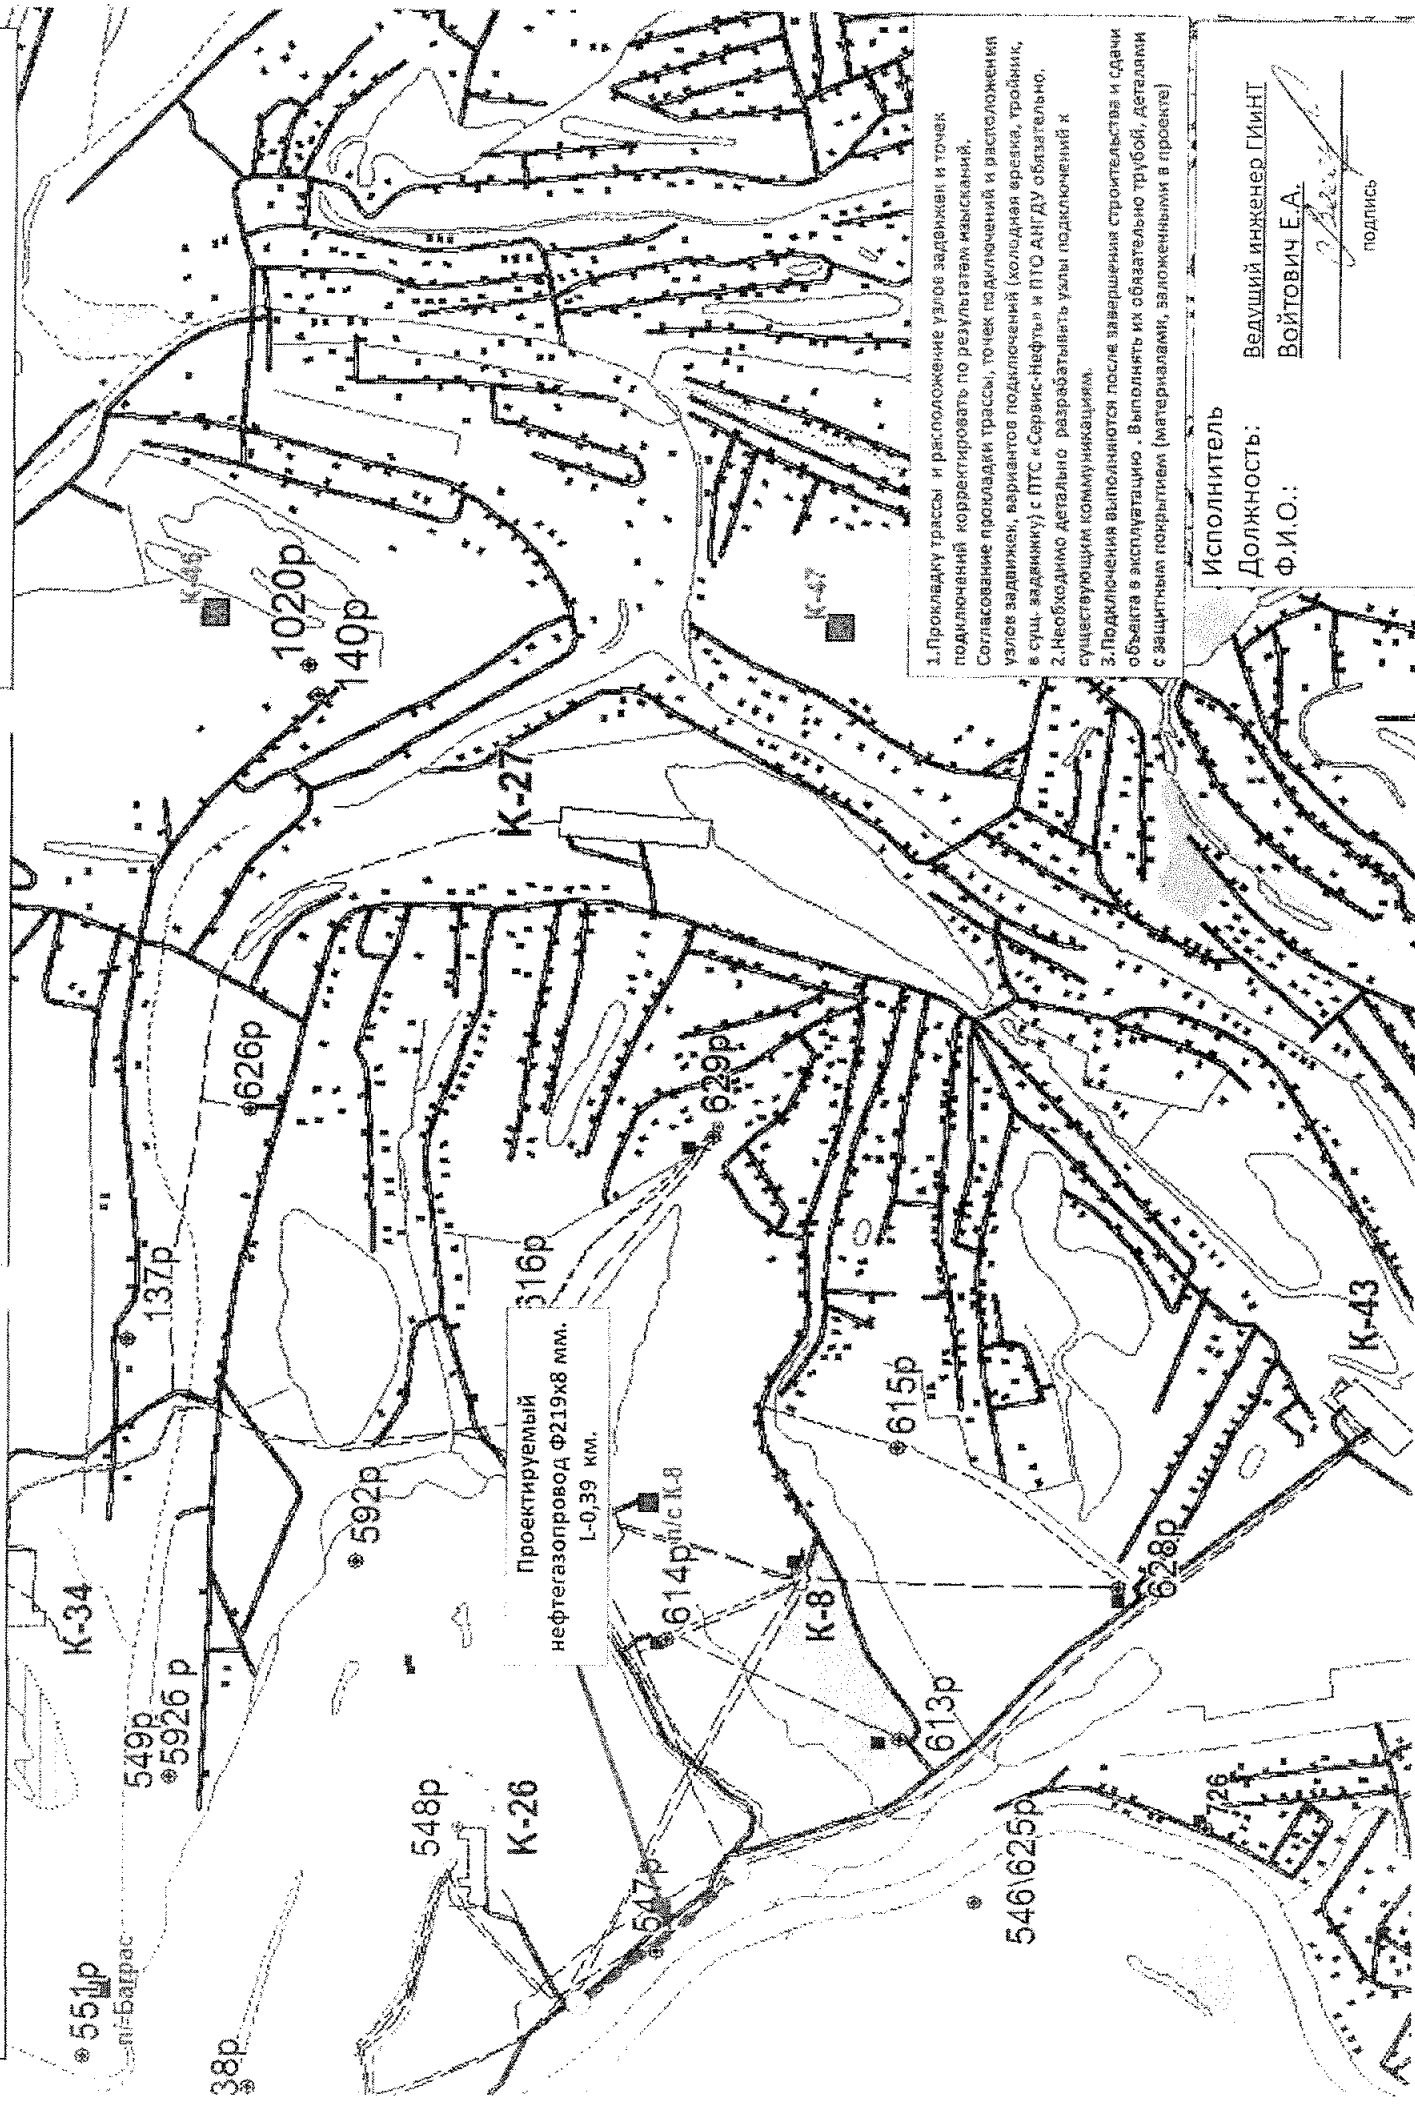 К-46
1020р
140р
К-27
К-47
626р
137р
629р
616р
Проектируемый
нефтегазопровод Ф219х8 мм.
L-0,39 км.
615р
592р
К-34
614р
п/с К-8
К-8
628р
К-43
549р
5926 р
613р
548р
К-26
547р
546\625р
726
551р
38р
1.Прокладку трассы и расположение узлов задвижек и точек
подключений корректировать по результатам изысканий.
Согласование прокладки трассы, точек подключений и расположения
узлов задвижек, вариантов подключений (холодная врезка, тройник,
в сущ. задвижку) с ПТС «Сервис-Нефть» и ПТО АНГДУ обязательно.
2.Необходимо детально разрабатывить узлы подключений к
существующим коммуникациям.
3.Подключения выполняются после завершения строительства и сдачи
объекта в эксплуатацию . Выполнять их обязательно трубой, деталями
с защитным покрытием (материалами, заложенными в проекте)
Исполнитель
Должность: Ведущий инженер ГИиНТ
Ф.И.О.: Войтович Е.А.
подпись